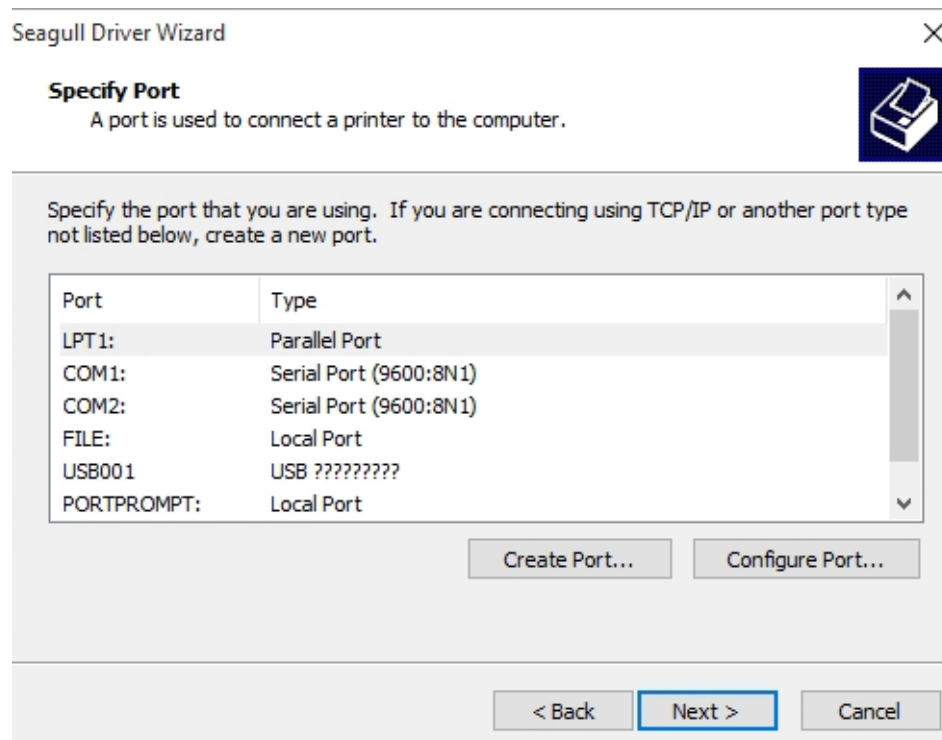 Seagull Driver Wizard
Specify Port
A port is used to connect a printer to the computer.
Specify the port that you are using. If you are connecting using TCP/IP or another port type
not listed below, create a new port.
Port Type
LPT1: Parallel Port
COM1: Serial Port (9600:8N1)
COM2: Serial Port (9600:8N1)
FILE: Local Port
USB001 USB ?????????
PORTPROMPT: Local Port
Create Port... Configure Port...
< Back Next > Cancel